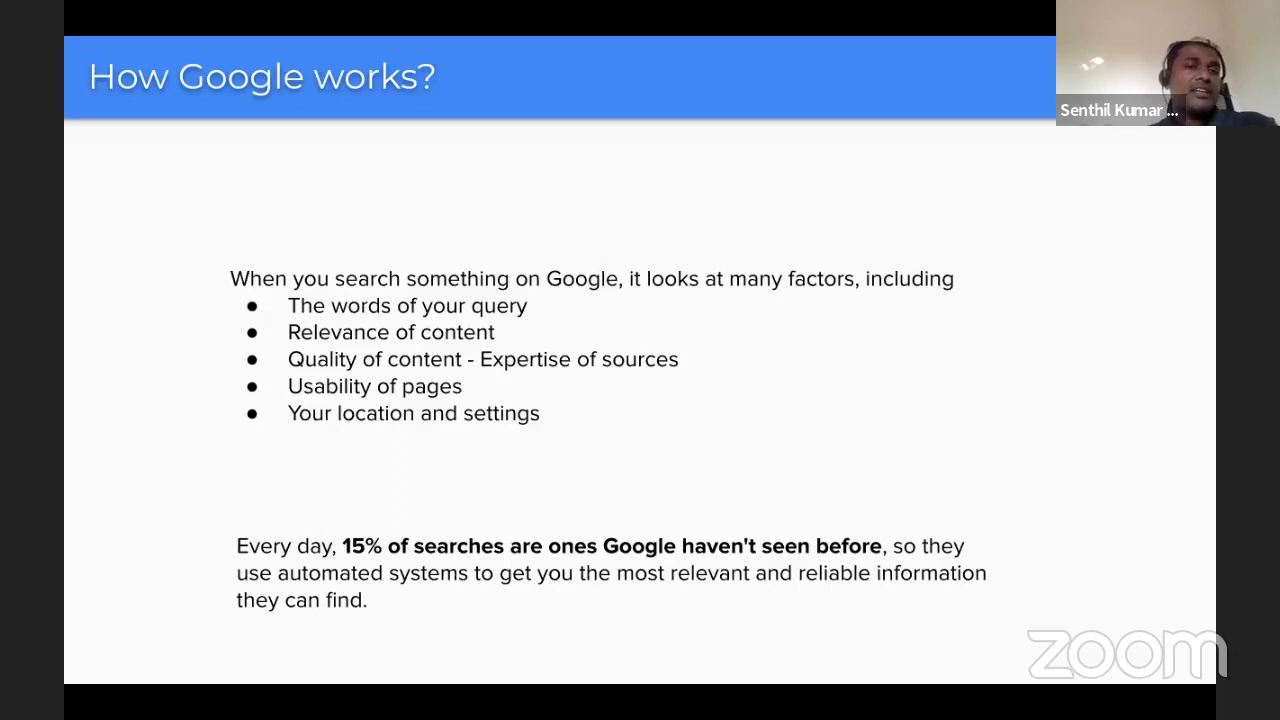 How Google works?
Senthil Kumar ...
When you search something on Google, it looks at many factors, including
● The words of your query
● Relevance of content
● Quality of content - Expertise of sources
● Usability of pages
● Your location and settings
Every day, 15% of searches are ones Google haven't seen before, so they
use automated systems to get you the most relevant and reliable information
they can find.
zoom